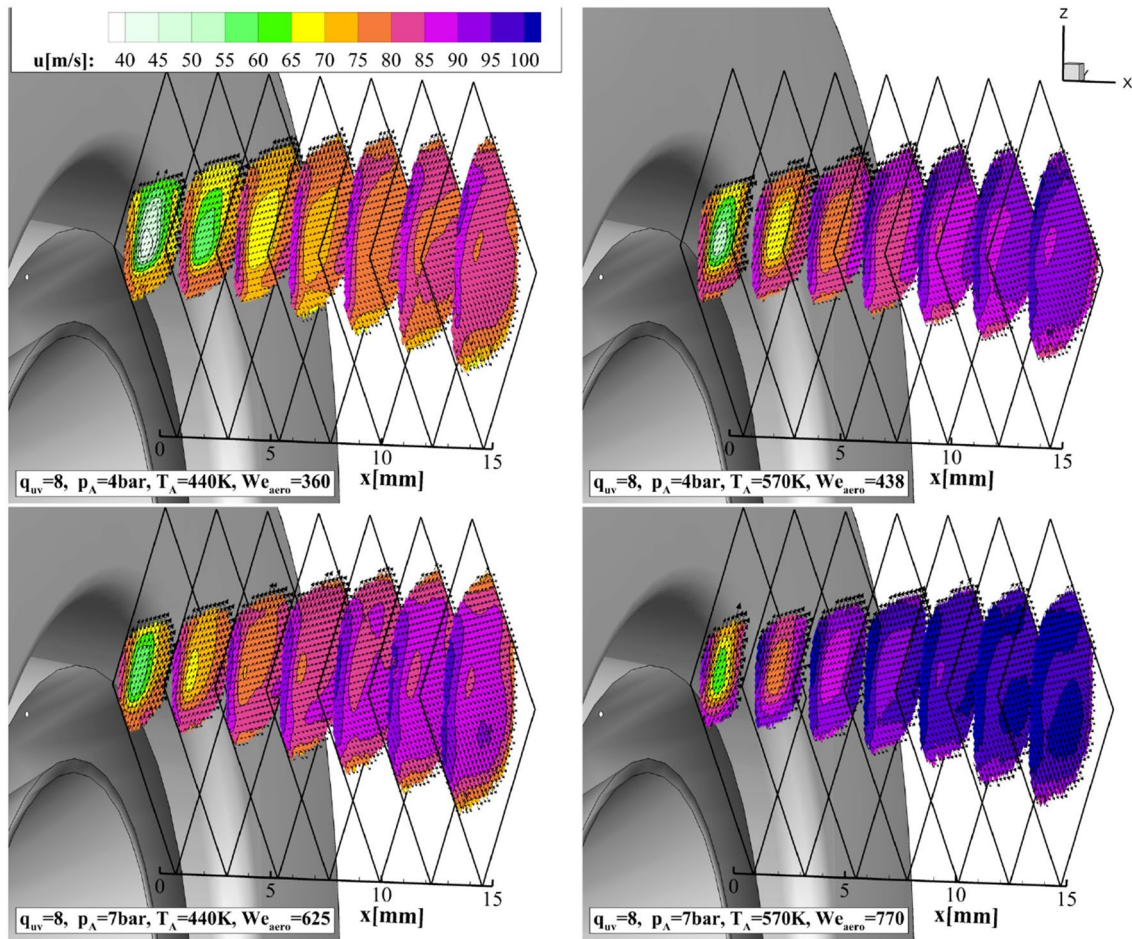 40 45 50 55 60 65 70 75 80 85 90 95 100
u[m/s]:
Z
X
0 5 10 15
x[mm]
q_uv=8, p_A=4bar, T_A=440K, We_aero=360
0 5 10 15
x[mm]
q_uv=8, p_A=4bar, T_A=570K, We_aero=438
0 5 10 15
x[mm]
q_uv=8, p_A=7bar, T_A=440K, We_aero=625
0 5 10 15
x[mm]
q_uv=8, p_A=7bar, T_A=570K, We_aero=770